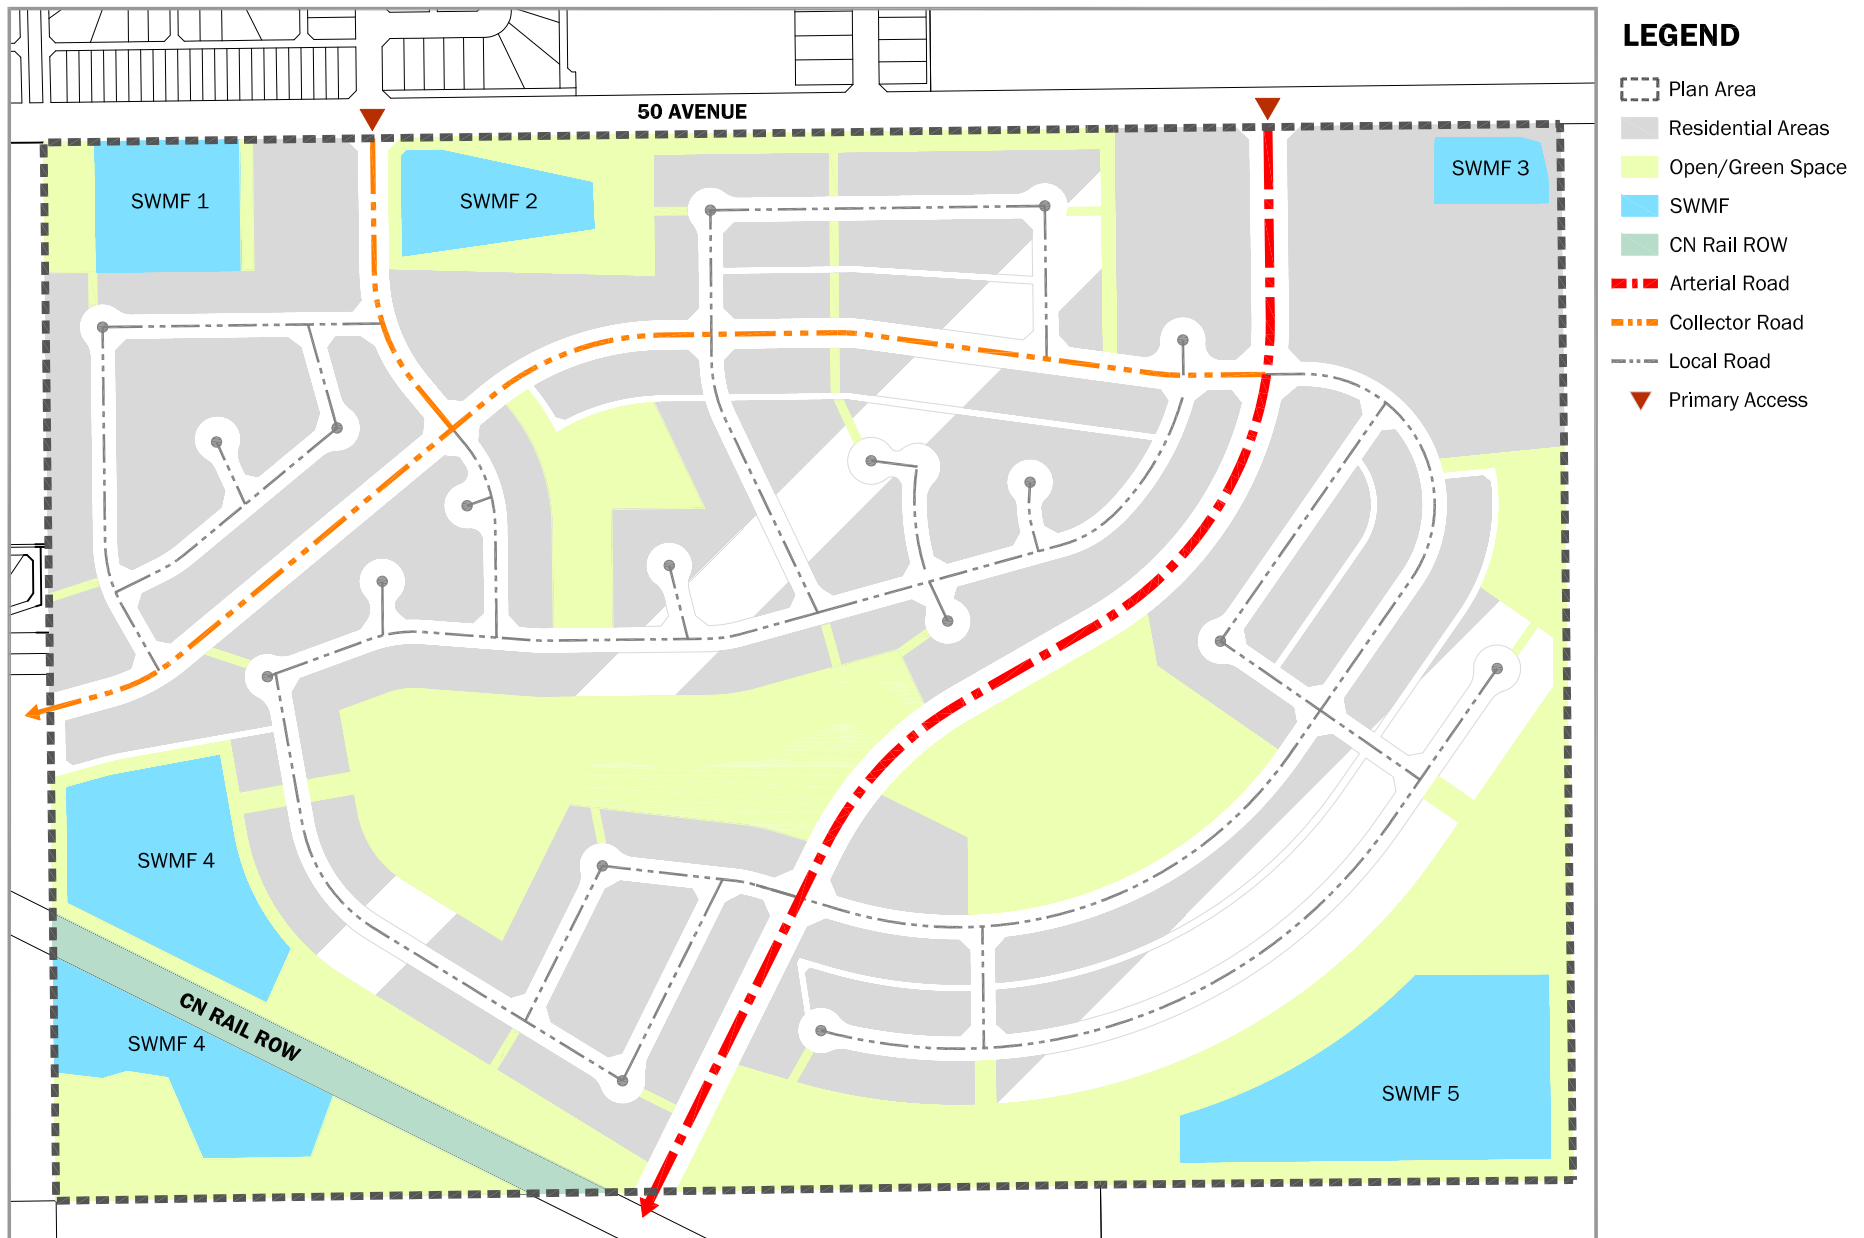 LEGEND
Plan Area
Residential Areas
Open/Green Space
SWMF
CN Rail ROW
Arterial Road
Collector Road
Local Road
Primary Access
50 AVENUE
SWMF 1
SWMF 2
SWMF 3
SWMF 4
CN RAIL ROW
SWMF 4
SWMF 5